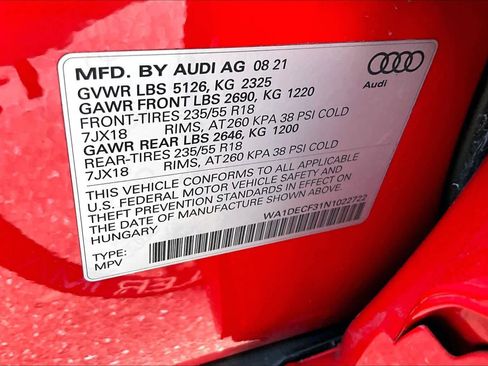 MFD. BY AUDI AG 08 21
GVWR LBS 5126, KG 2325
GAWR FRONT LBS 2690, KG 1220
FRONT-TIRES 235/55 R18
7JX18 RIMS, AT260 KPA 38 PSI COLD
GAWR REAR LBS 2646, KG 1200
REAR-TIRES 235/55 R18
7JX18 RIMS, AT260 KPA 38 PSI COLD
THIS VEHICLE CONFORMS TO ALL APPLICABLE
U.S. FEDERAL MOTOR VEHICLE SAFETY AND
THEFT PREVENTION STANDARDS IN EFFECT ON
THE DATE OF MANUFACTURE SHOWN ABOVE.
HUNGARY
WA1DECF31N1022722
TYPE:
MPV
Audi